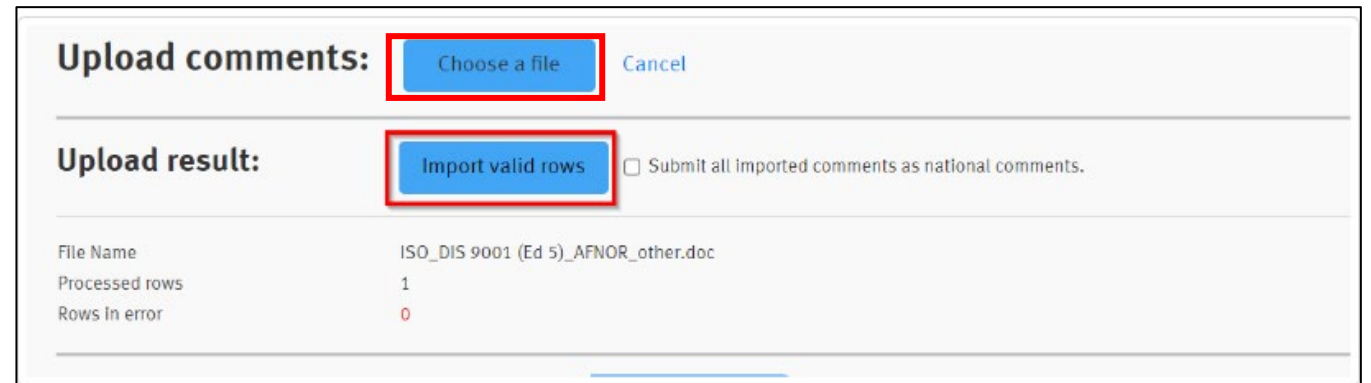 Upload comments: Choose a file Cancel
Upload result: Import valid rows Submit all imported comments as national comments.
File Name ISO_DIS 9001 (Ed 5)_AFNOR_other.doc
Processed rows 1
Rows in error 0